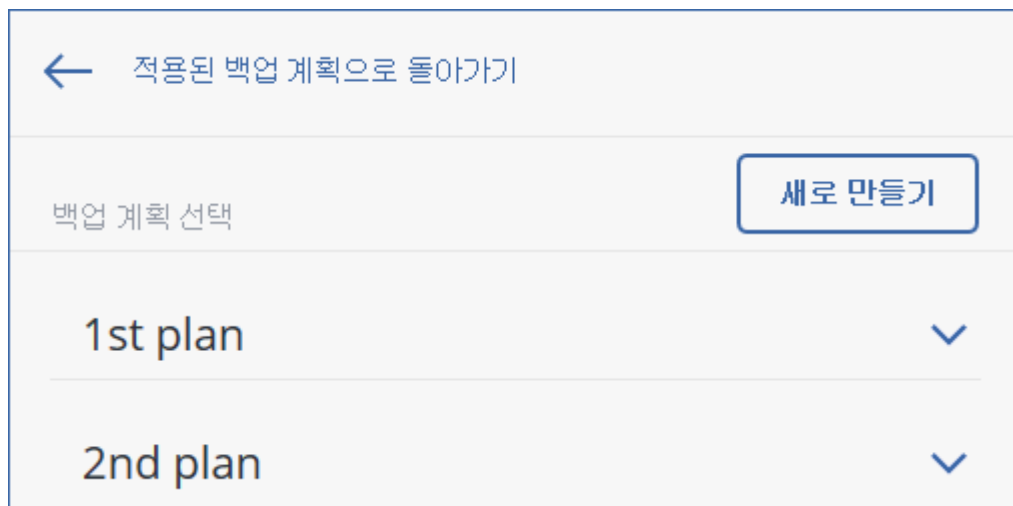 적용된 백업 계획으로 돌아가기
새로 만들기
백업 계획 선택
1st plan
2nd plan